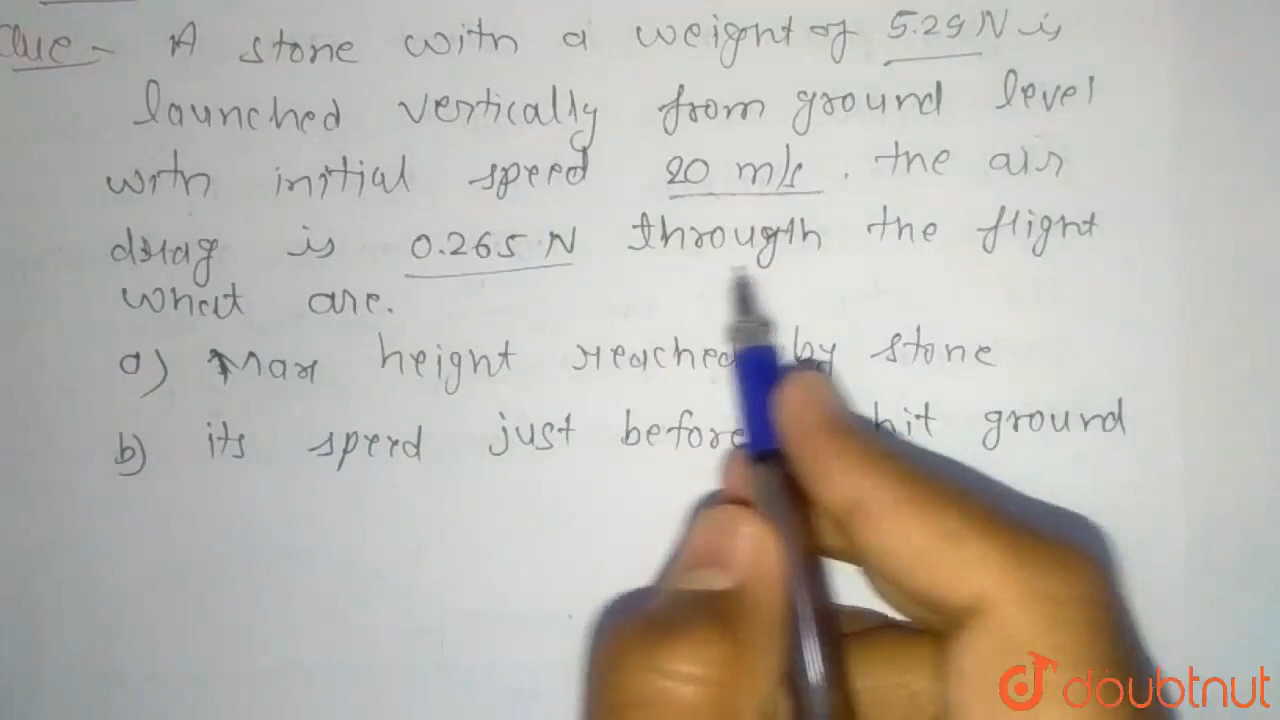 Que- A stone with a weight of 5.29 N is
launched vertically from ground level
with initial speed 20 m/s. the air
drag is 0.265 N through the flight
what are.
a) Max height reached by stone
b) its speed just before hit ground
doubtnut